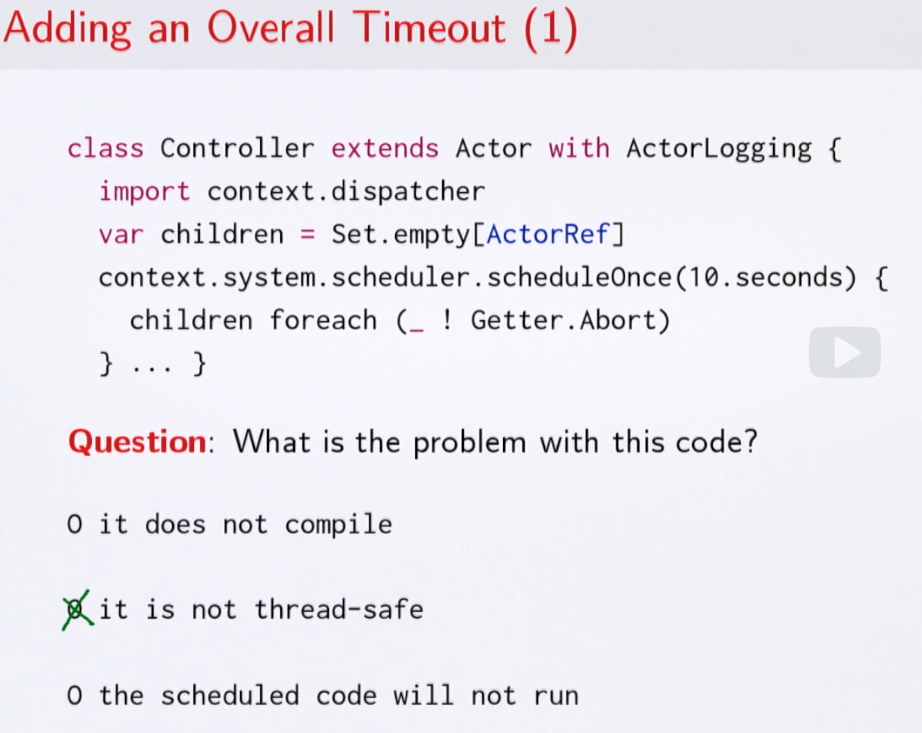 Adding an Overall Timeout (1)
class Controller extends Actor with ActorLogging {
import context.dispatcher
var children = Set.empty[ActorRef]
context.system.scheduler.scheduleOnce(10.seconds) {
children foreach (_ ! Getter.Abort)
} ... }
Question: What is the problem with this code?
O it does not compile
O it is not thread-safe
O the scheduled code will not run